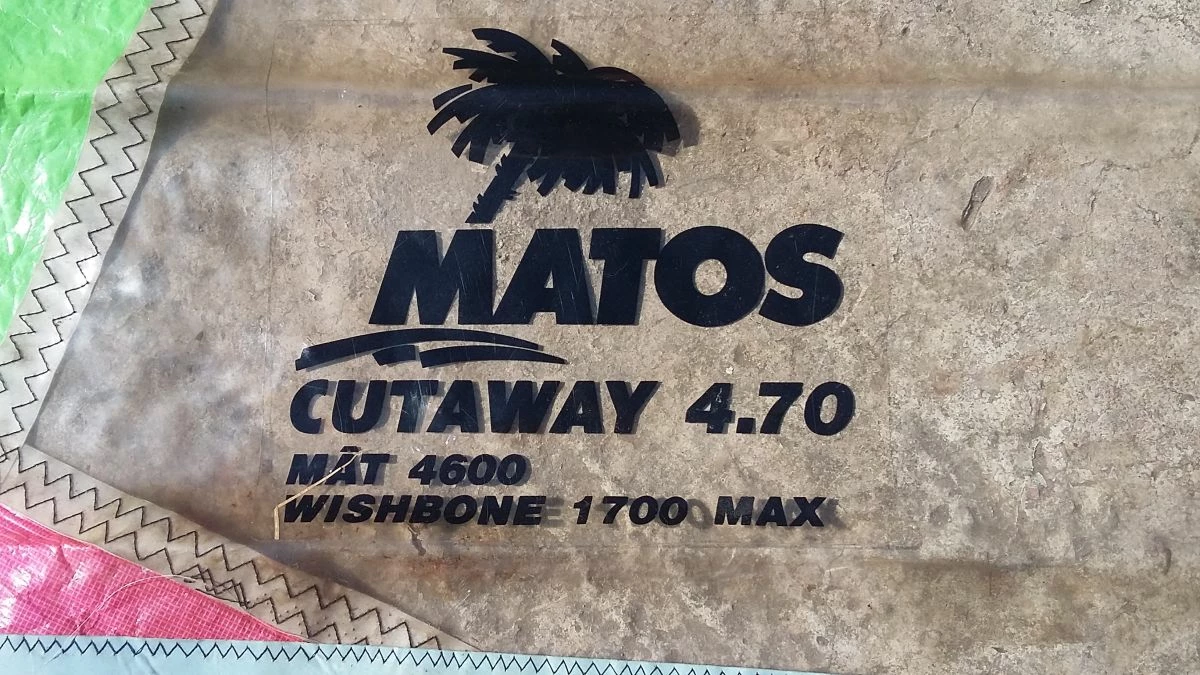 MATOS
CUTAWAY 4.70
MÂT 4600
WISHBONE 1700 MAX